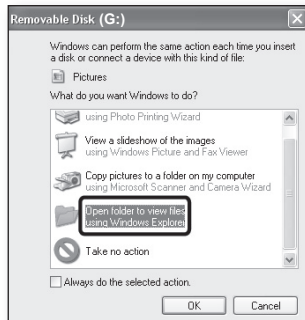 Removable Disk (G:)
Windows can perform the same action each time you insert
a disk or connect a device with this kind of file:
Pictures
What do you want Windows to do?
using Photo Printing Wizard
View a slideshow of the images
using Windows Picture and Fax Viewer
Copy pictures to a folder on my computer
using Microsoft Scanner and Camera Wizard
Open folder to view files
using Windows Explorer
Take no action
Always do the selected action.
OK
Cancel